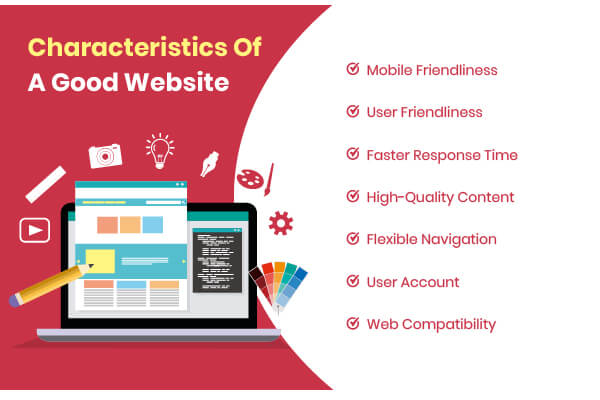 Characteristics Of
A Good Website
Mobile Friendliness
User Friendliness
Faster Response Time
High-Quality Content
Flexible Navigation
User Account
Web Compatibility